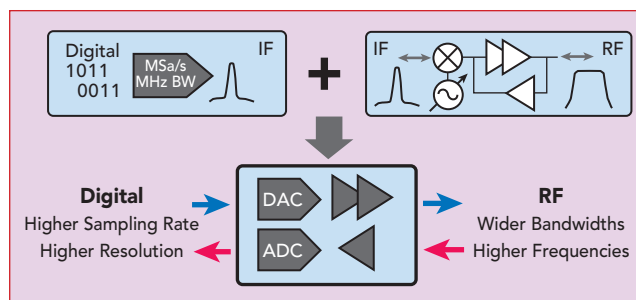 Digital
1011
0011
MSa/s
MHz BW
IF
+
IF
RF
Digital
Higher Sampling Rate
Higher Resolution
DAC
ADC
RF
Wider Bandwidths
Higher Frequencies